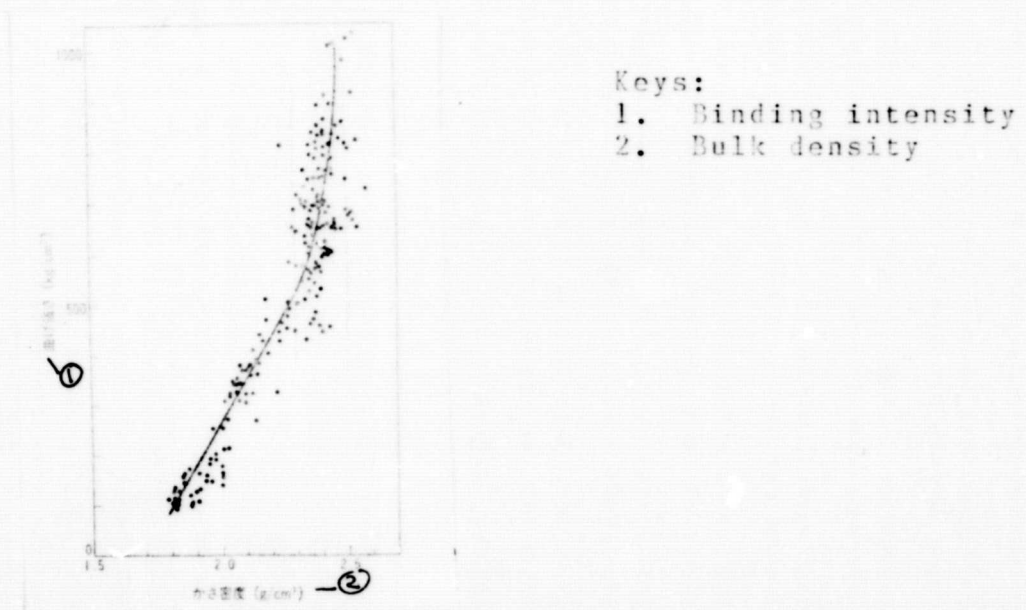 1000
Keys:
1. Binding intensity
2. Bulk density
500
①
0
1.5 2.0 2.5
かさ密度 (g/cm³) ②